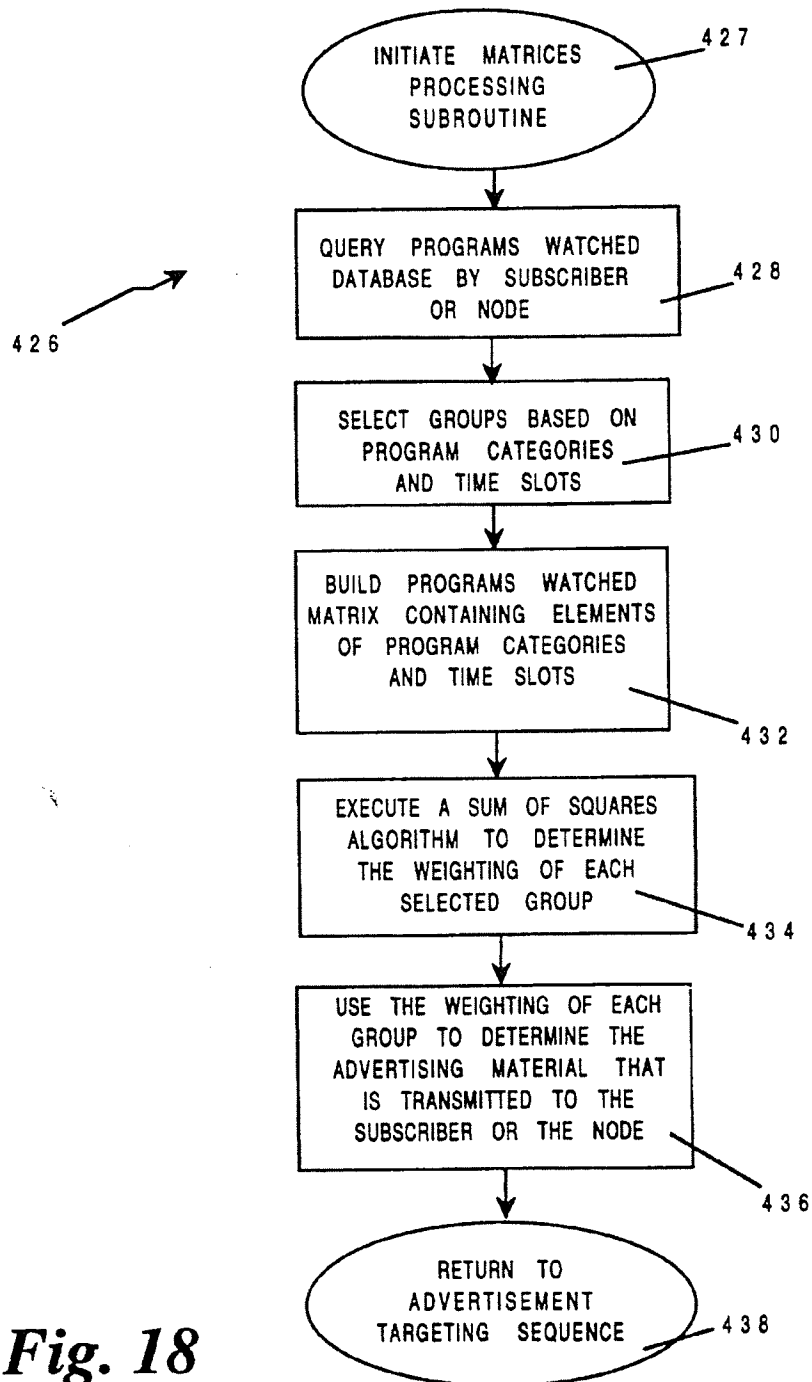 INITIATE MATRICES
PROCESSING
SUBROUTINE
427
QUERY PROGRAMS WATCHED
DATABASE BY SUBSCRIBER
OR NODE
428
426
SELECT GROUPS BASED ON
PROGRAM CATEGORIES
AND TIME SLOTS
430
BUILD PROGRAMS WATCHED
MATRIX CONTAINING ELEMENTS
OF PROGRAM CATEGORIES
AND TIME SLOTS
432
EXECUTE A SUM OF SQUARES
ALGORITHM TO DETERMINE
THE WEIGHTING OF EACH
SELECTED GROUP
434
USE THE WEIGHTING OF EACH
GROUP TO DETERMINE THE
ADVERTISING MATERIAL THAT
IS TRANSMITTED TO THE
SUBSCRIBER OR THE NODE
436
RETURN TO
ADVERTISEMENT
TARGETING SEQUENCE
438
Fig. 18